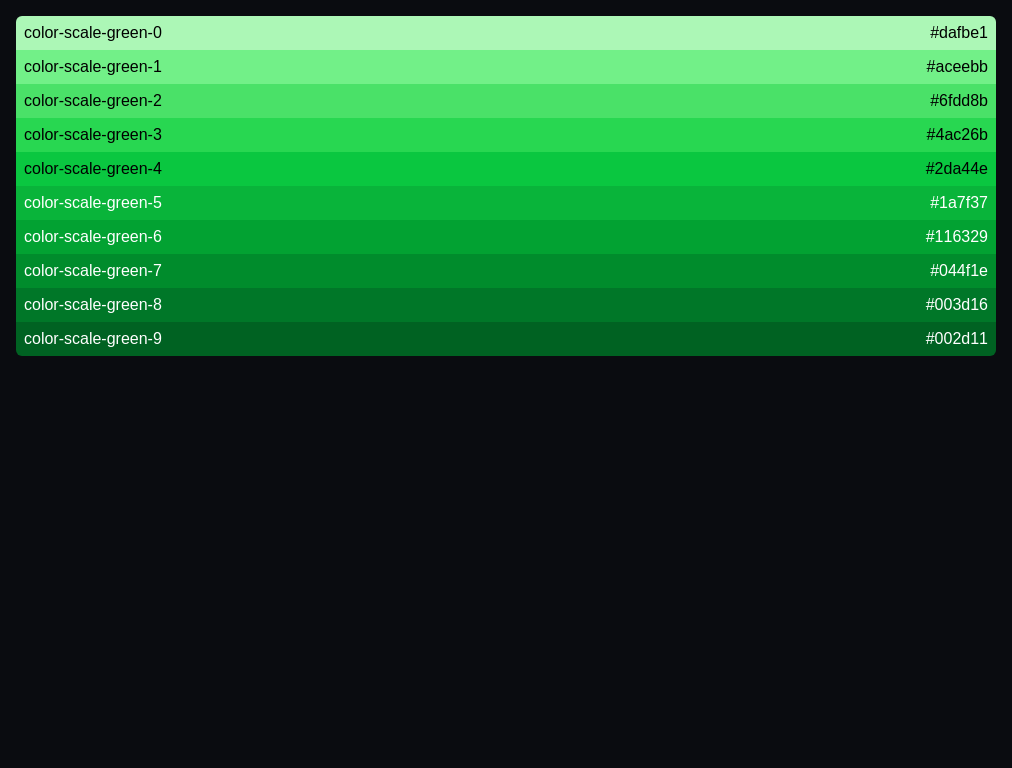 color-scale-green-0 #dafbe1
color-scale-green-1 #aceebb
color-scale-green-2 #6fdd8b
color-scale-green-3 #4ac26b
color-scale-green-4 #2da44e
color-scale-green-5 #1a7f37
color-scale-green-6 #116329
color-scale-green-7 #044f1e
color-scale-green-8 #003d16
color-scale-green-9 #002d11